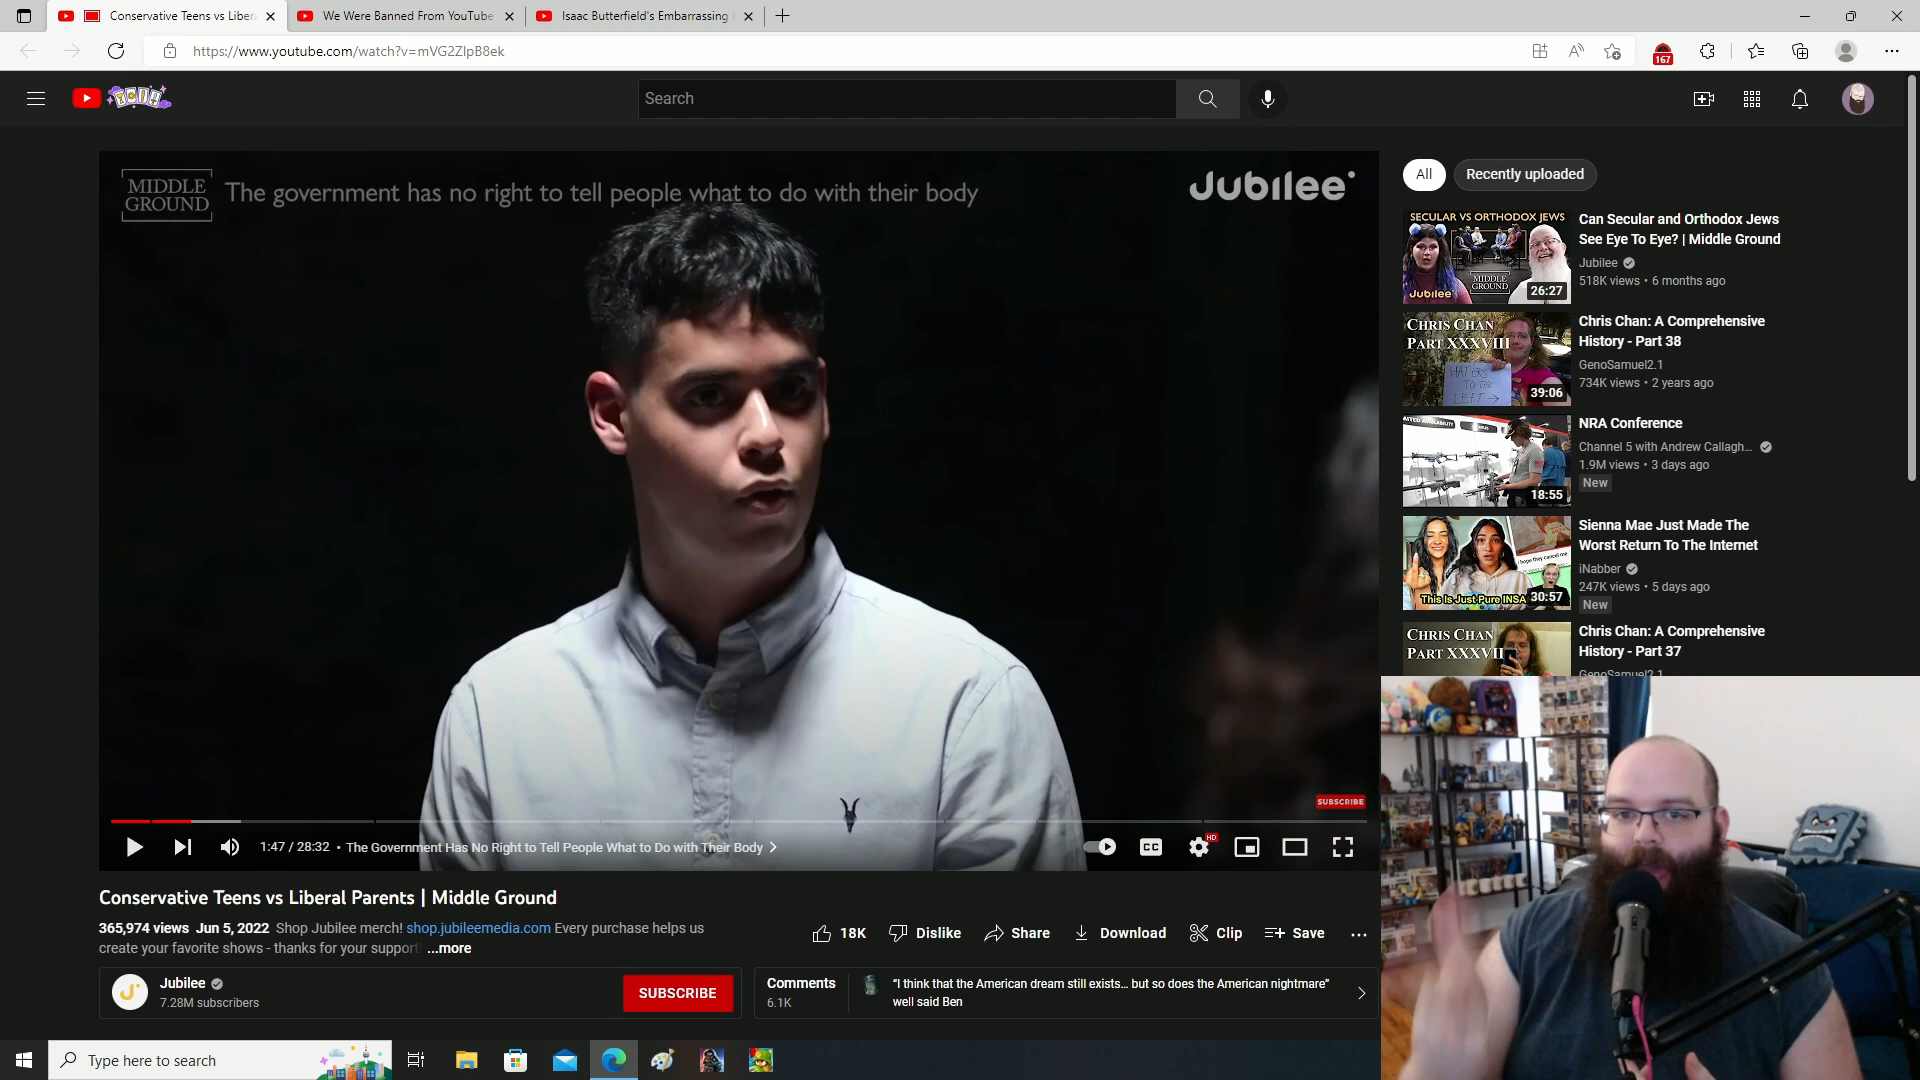 Conservative Teens vs Libera
We Were Banned From YouTube
Isaac Butterfield's Embarrassing
https://www.youtube.com/watch?v=mVG2ZIpB8ek
167
Search
MIDDLE
GROUND
The government has no right to tell people what to do with their body
Jubilee
SUBSCRIBE
1:47 / 28:32 • The Government Has No Right to Tell People What to Do with Their Body
CC
HD
Conservative Teens vs Liberal Parents | Middle Ground
365,974 views Jun 5, 2022 Shop Jubilee merch! shop.jubileemedia.com Every purchase helps us
create your favorite shows - thanks for your support ...more
18K
Dislike
Share
Download
Clip
Save
Jubilee
7.28M subscribers
SUBSCRIBE
Comments
6.1K
"I think that the American dream still exists... but so does the American nightmare"
well said Ben
All
Recently uploaded
SECULAR VS ORTHODOX JEWS
MIDDLE
GROUND
Jubilee
26:27
Can Secular and Orthodox Jews
See Eye To Eye? | Middle Ground
Jubilee
518K views • 6 months ago
CHRIS CHAN
PART XXXVIII
HATERS
TO THE
LEFT
39:06
Chris Chan: A Comprehensive
History - Part 38
GenoSamuel2.1
734K views • 2 years ago
18:55
NRA Conference
Channel 5 with Andrew Callagh...
1.9M views • 3 days ago
New
This Is Just Pure INSA
30:57
Sienna Mae Just Made The
Worst Return To The Internet
iNabber
247K views • 5 days ago
New
CHRIS CHAN
PART XXXVII
Chris Chan: A Comprehensive
History - Part 37
GenoSamuel2.1
Type here to search